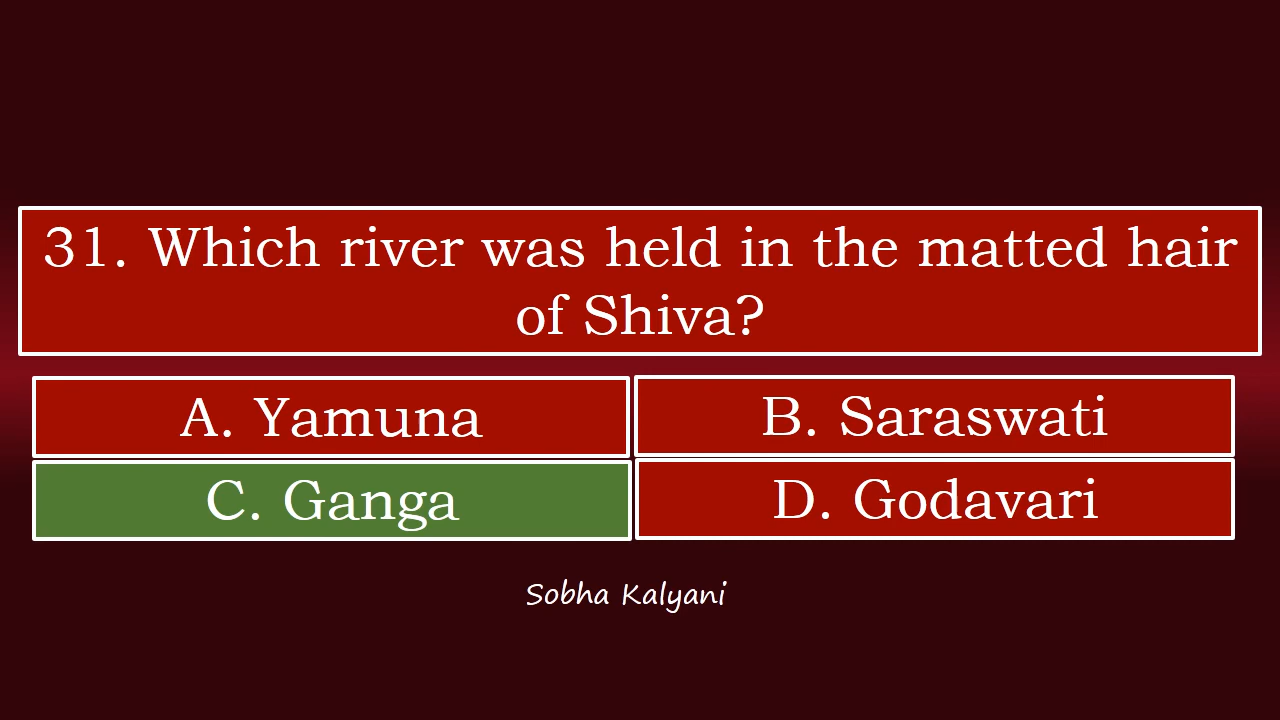 31. Which river was held in the matted hair
of Shiva?
A. Yamuna
B. Saraswati
C. Ganga
D. Godavari
Sobha Kalyani